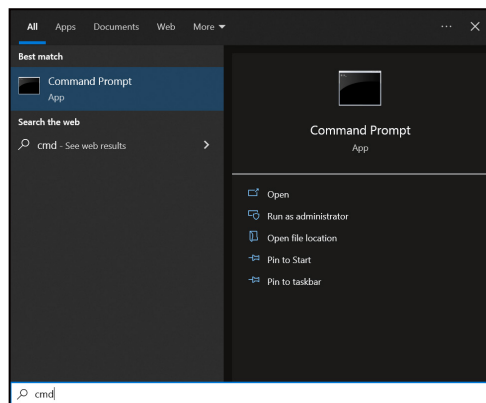 All Apps Documents Web More
Best match
Command Prompt
App
Search the web
cmd - See web results
Command Prompt
App
Open
Run as administrator
Open file location
Pin to Start
Pin to taskbar
cmd